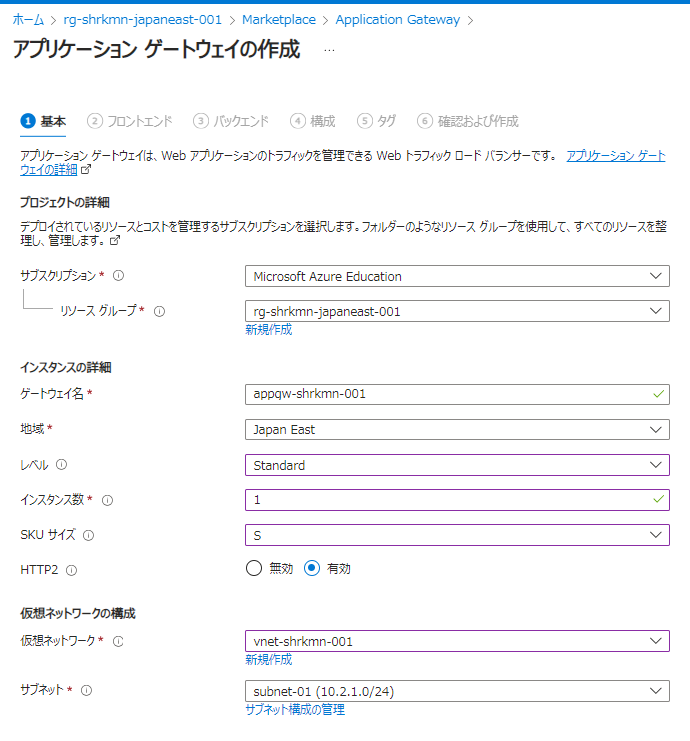 ホーム > rg-shrkmn-japaneast-001 > Marketplace > Application Gateway >
アプリケーション ゲートウェイの作成 …
1 基本 2 フロントエンド 3 バックエンド 4 構成 5 タグ 6 確認および作成
アプリケーション ゲートウェイは、Web アプリケーションのトラフィックを管理できる Web トラフィック ロード バランサーです。 アプリケーション ゲート
ウェイの詳細
プロジェクトの詳細
デプロイされているリソースとコストを管理するサブスクリプションを選択します。フォルダーのようなリソース グループを使用して、すべてのリソースを整
理し、管理します。
サブスクリプション * Microsoft Azure Education
リソース グループ * rg-shrkmn-japaneast-001
新規作成
インスタンスの詳細
ゲートウェイ名 * appqw-shrkmn-001
地域 * Japan East
レベル Standard
インスタンス数 * 1
SKU サイズ S
HTTP2 無効 有効
仮想ネットワークの構成
仮想ネットワーク * vnet-shrkmn-001
新規作成
サブネット * subnet-01 (10.2.1.0/24)
サブネット構成の管理